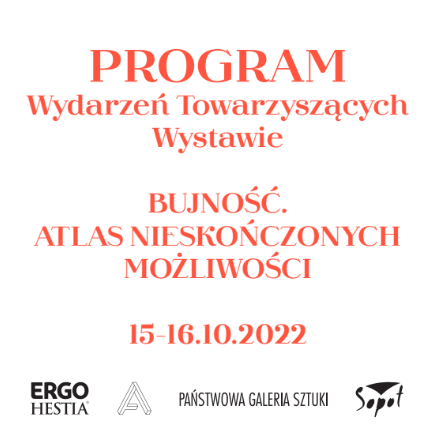 PROGRAM
Wydarzeń Towarzyszących
Wystawie
BUJNOŚĆ.
ATLAS NIESKOŃCZONYCH
MOŻLIWOŚCI
15-16.10.2022
ERGO
HESTIA®
PAŃSTWOWA GALERIA SZTUKI
Sopot